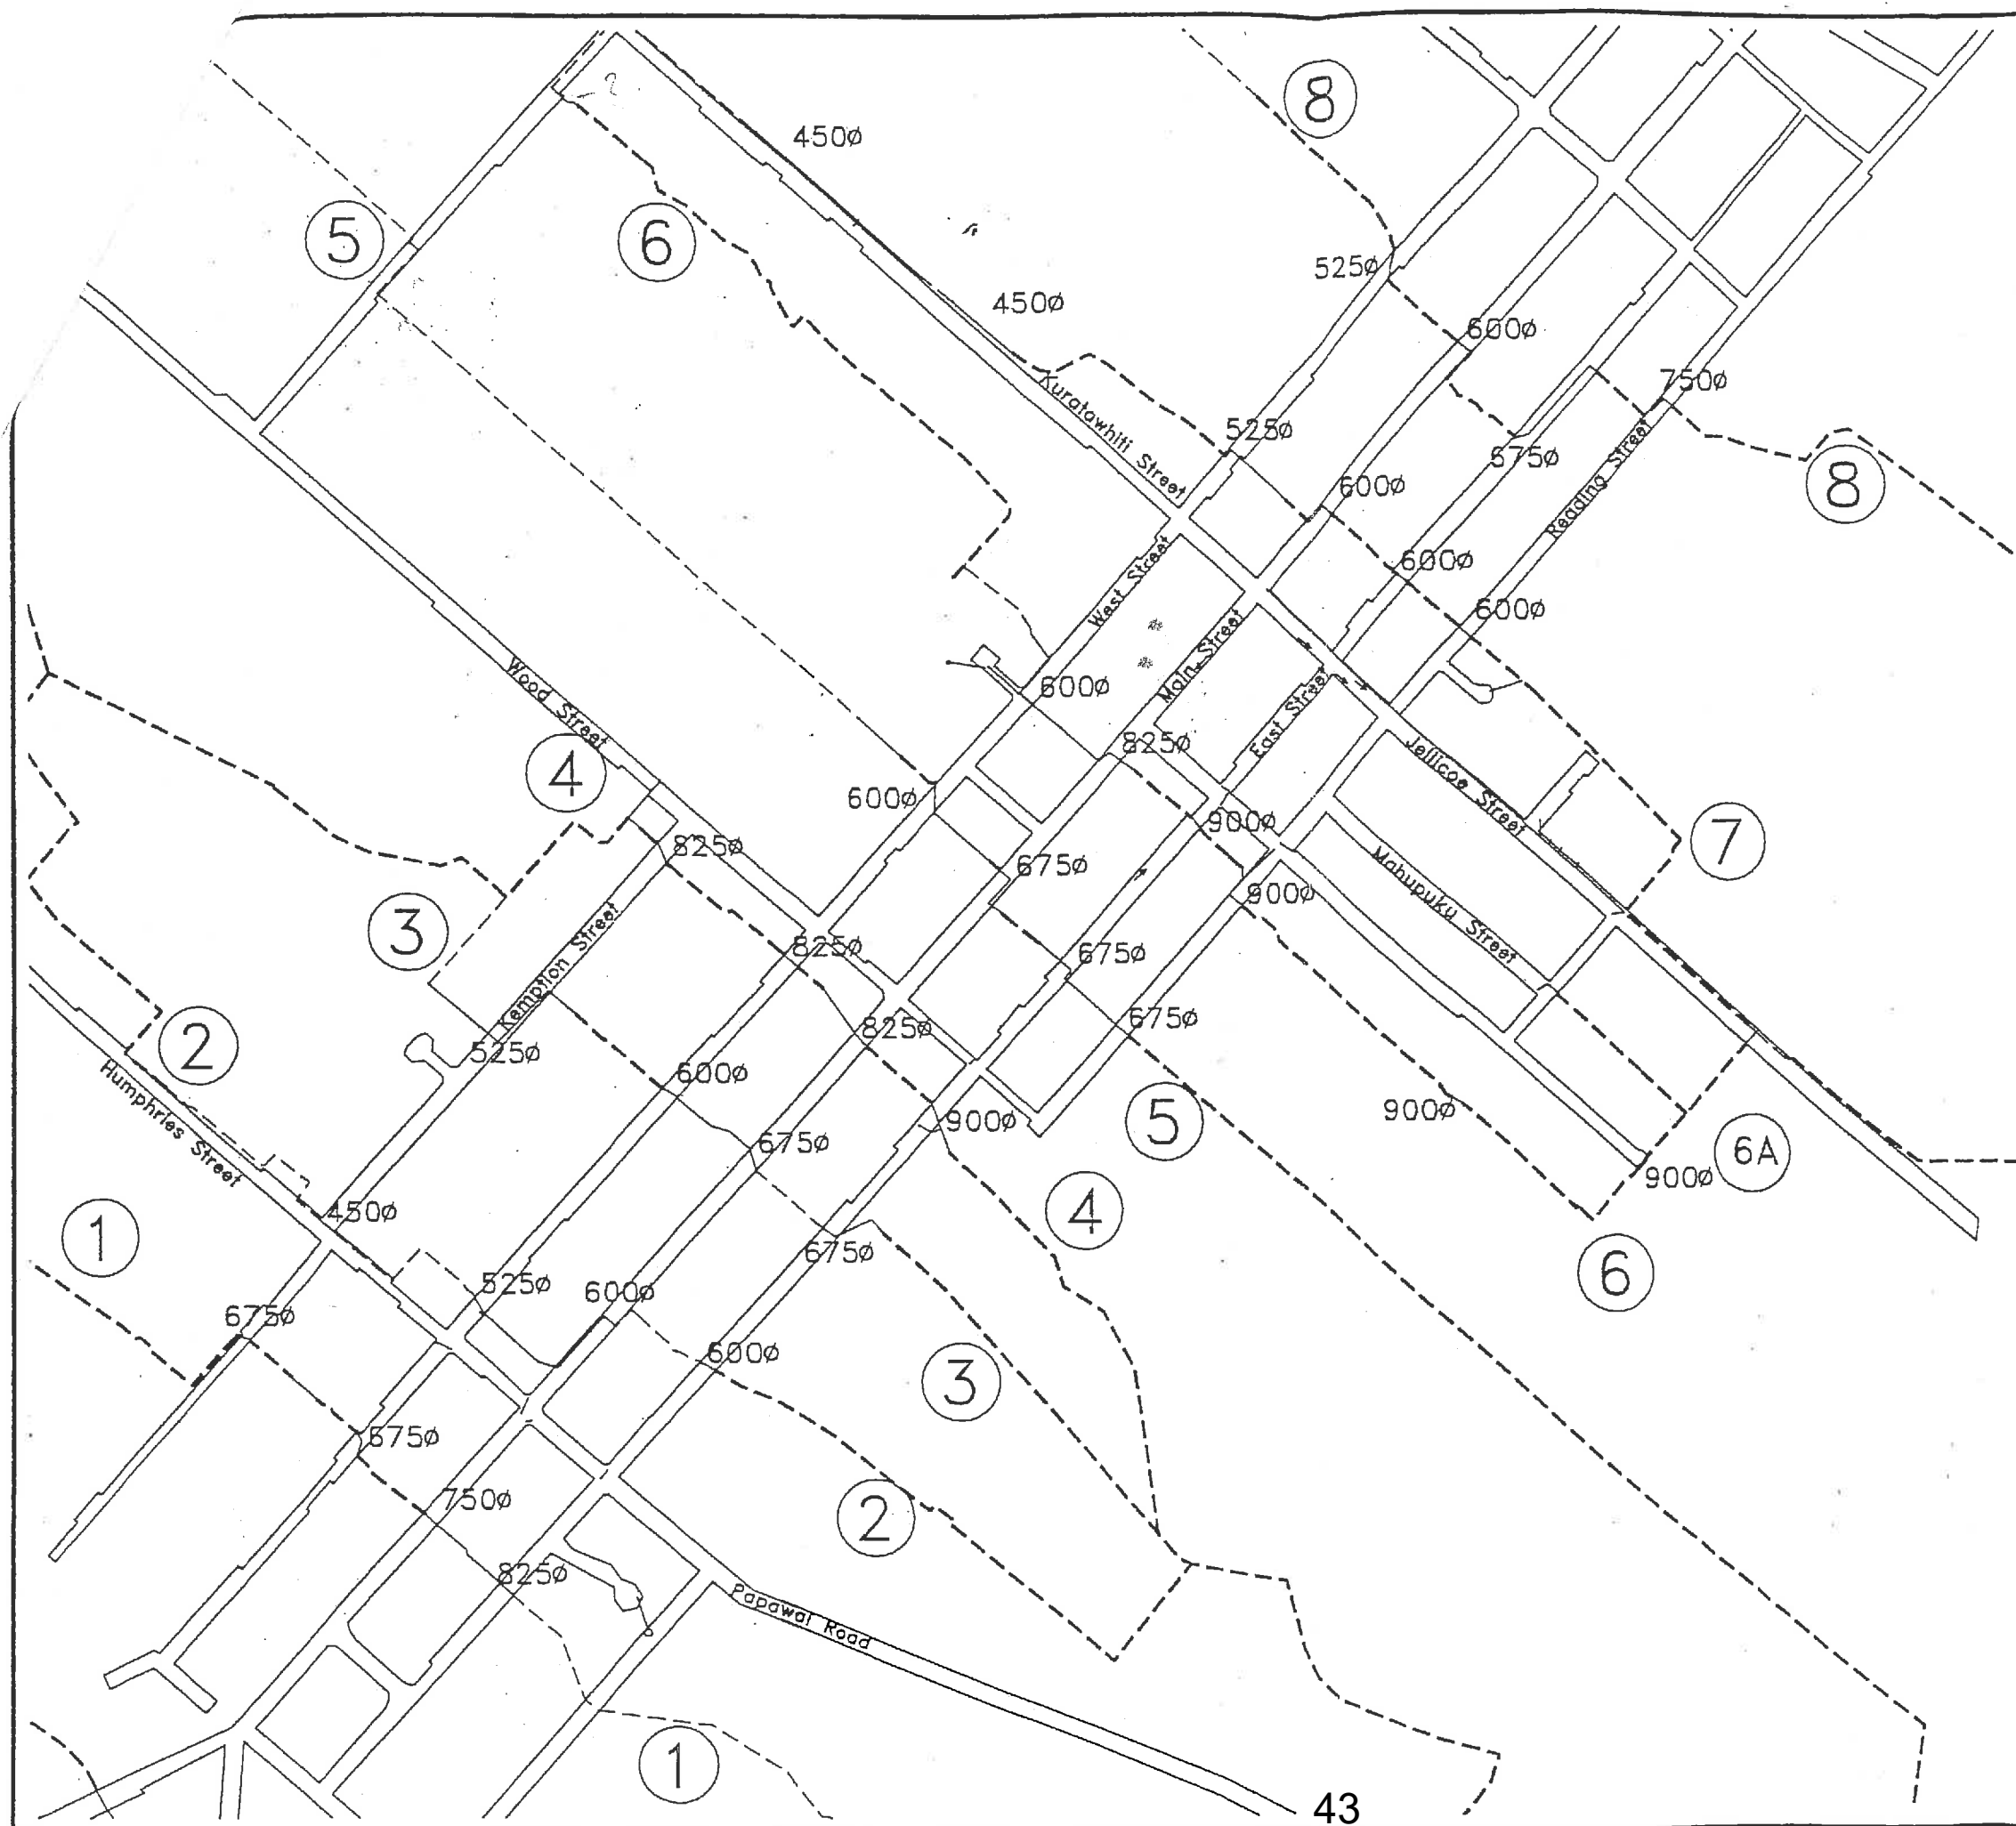 8
450ø
5
6
525ø
450ø
600ø
750ø
Kuratawhiti Street
525ø
675ø
8
600ø
Reading Street
600ø
600ø
West Street
Main Street
Wood Street
600ø
East Street
825ø
Jellicoe Street
4
600ø
900ø
7
825ø
675ø
Mahupuku Street
900ø
3
Kempton Street
825ø
675ø
2
525ø
825ø
675ø
Humphries Street
600ø
900ø
5
900ø
675ø
6A
900ø
1
450ø
4
675ø
6
525ø
600ø
675ø
600ø
3
675ø
750ø
2
825ø
Papawai Road
1
43